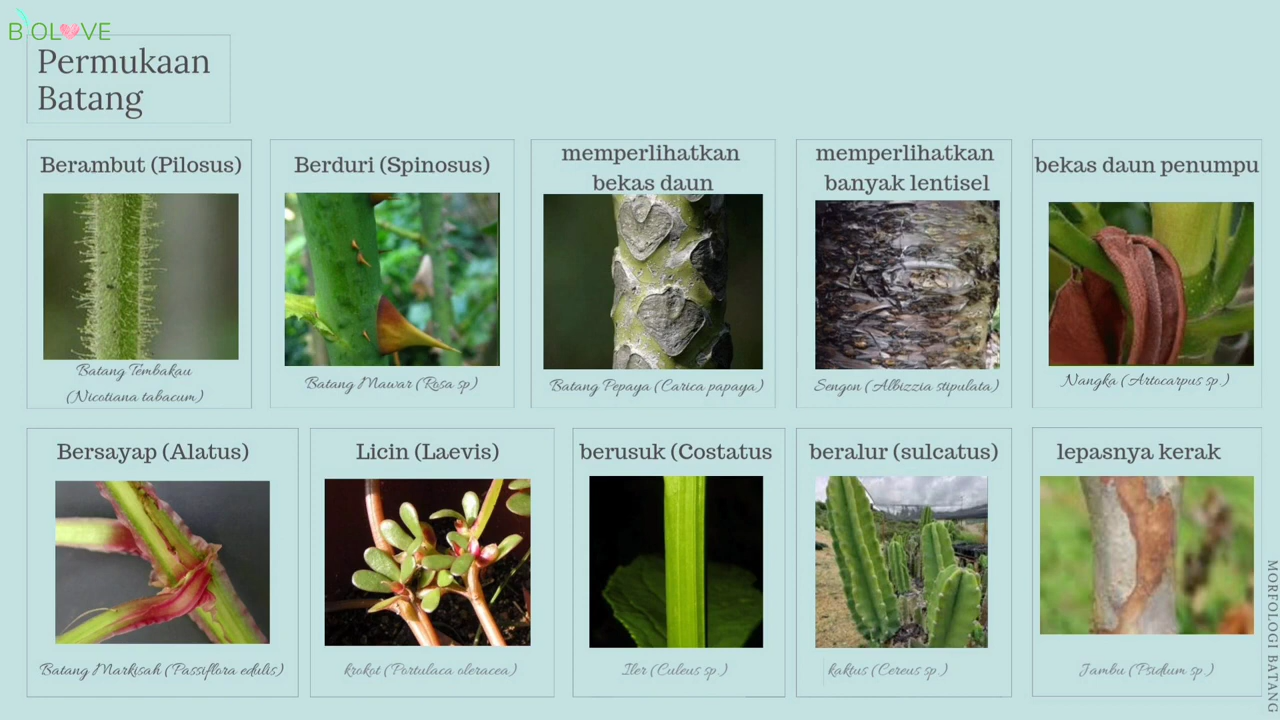 BIOLOVE
Permukaan
Batang
Berambut (Pilosus)
Batang Tembakau
(Nicotiana tabacum)
Berduri (Spinosus)
Batang Mawar (Rosa sp)
memperlihatkan
bekas daun
Batang Pepaya (Carica papaya)
memperlihatkan
banyak lentisel
Sengon (Albizzia stipulata)
bekas daun penumpu
Nangka (Artocarpus sp.)
Bersayap (Alatus)
Batang Markisah (Passiflora edulis)
Licin (Laevis)
krokot (Portulaca oleracea)
berusuk (Costatus
Iler (Culeus sp.)
beralur (sulcatus)
kaktus (Cereus sp.)
lepasnya kerak
Jambu (Psidium sp.)
MORFOLOGI BATANG